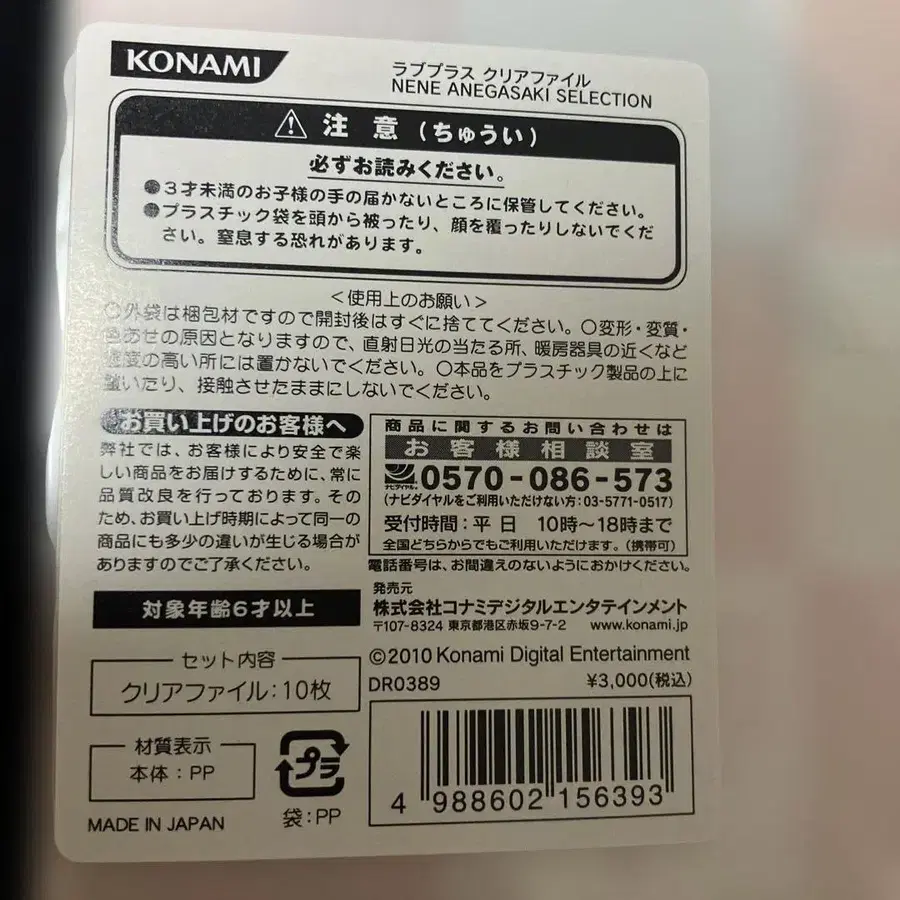 KONAMI
ラブプラス クリアファイル
NENE ANEGASAKI SELECTION
注 意 (ちゅうい)
必ずお読みください。
●3才未満のお子様の手の届かないところに保管してください。
●プラスチック袋を頭から被ったり、顔を覆ったりしないでくだ
さい。窒息する恐れがあります。
＜使用上のお願い＞
○外袋は梱包材ですので開封後はすぐに捨ててください。○変形・変質・
色あせの原因となりますので、直射日光の当たる所、暖房器具の近くなど
温度の高い所には置かないでください。○本品をプラスチック製品の上に
置いたり、接触させたままにしないでください。
お買い上げのお客様へ
弊社では、お客様により安全で楽
しい商品をお届けするために、常に
品質改良を行っております。その
ため、お買い上げ時期によって同一の
商品にも多少の違いが生じる場合が
ありますのでご了承ください。
対象年齢6才以上
セット内容
クリアファイル:10枚
材質表示
本体:PP
プラ
袋:PP
MADE IN JAPAN
商品に関するお問い合わせは
お客様相談室
ナビダイヤル 0570-086-573
(ナビダイヤルをご利用いただけない方:03-5771-0517)
受付時間:平日 10時～18時まで
全国どちらからでもご利用いただけます。(携帯可)
電話番号は、お間違えのないようにおかけください。
発売元
株式会社コナミデジタルエンタテインメント
〒107-8324 東京都港区赤坂9-7-2 www.konami.jp
©2010 Konami Digital Entertainment
DR0389 ¥3,000(税込)
4 988602 156393